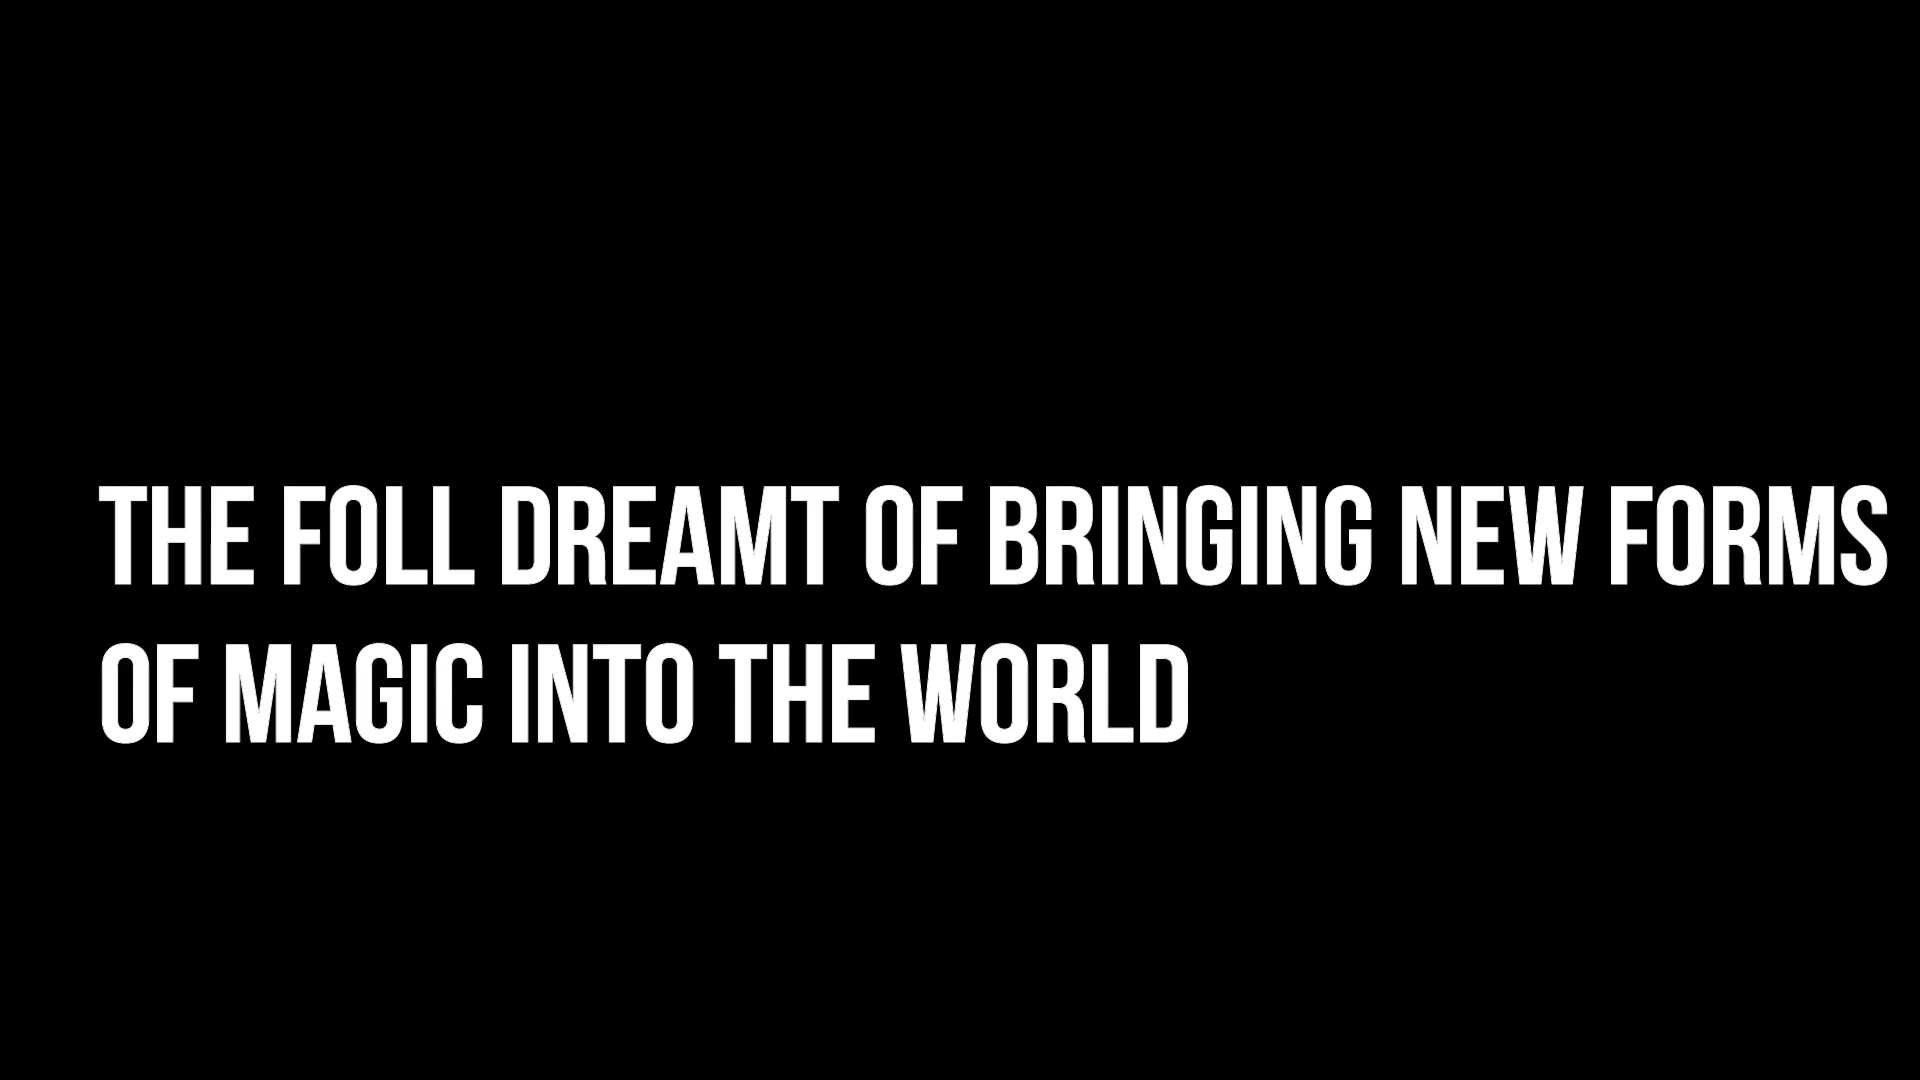 THE FOLL DREAMT OF BRINGING NEW FORMS
OF MAGIC INTO THE WORLD